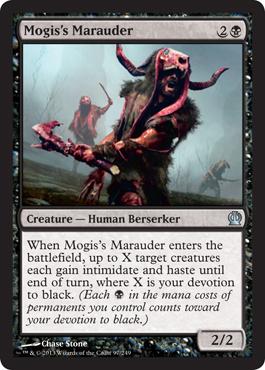 Mogis's Marauder 2
Creature — Human Berserker
When Mogis's Marauder enters the
battlefield, up to X target creatures
each gain intimidate and haste until
end of turn, where X is your devotion
to black. (Each in the mana costs of
permanents you control counts toward
your devotion to black.)
2/2
Chase Stone
™ & © 2013 Wizards of the Coast 97/249